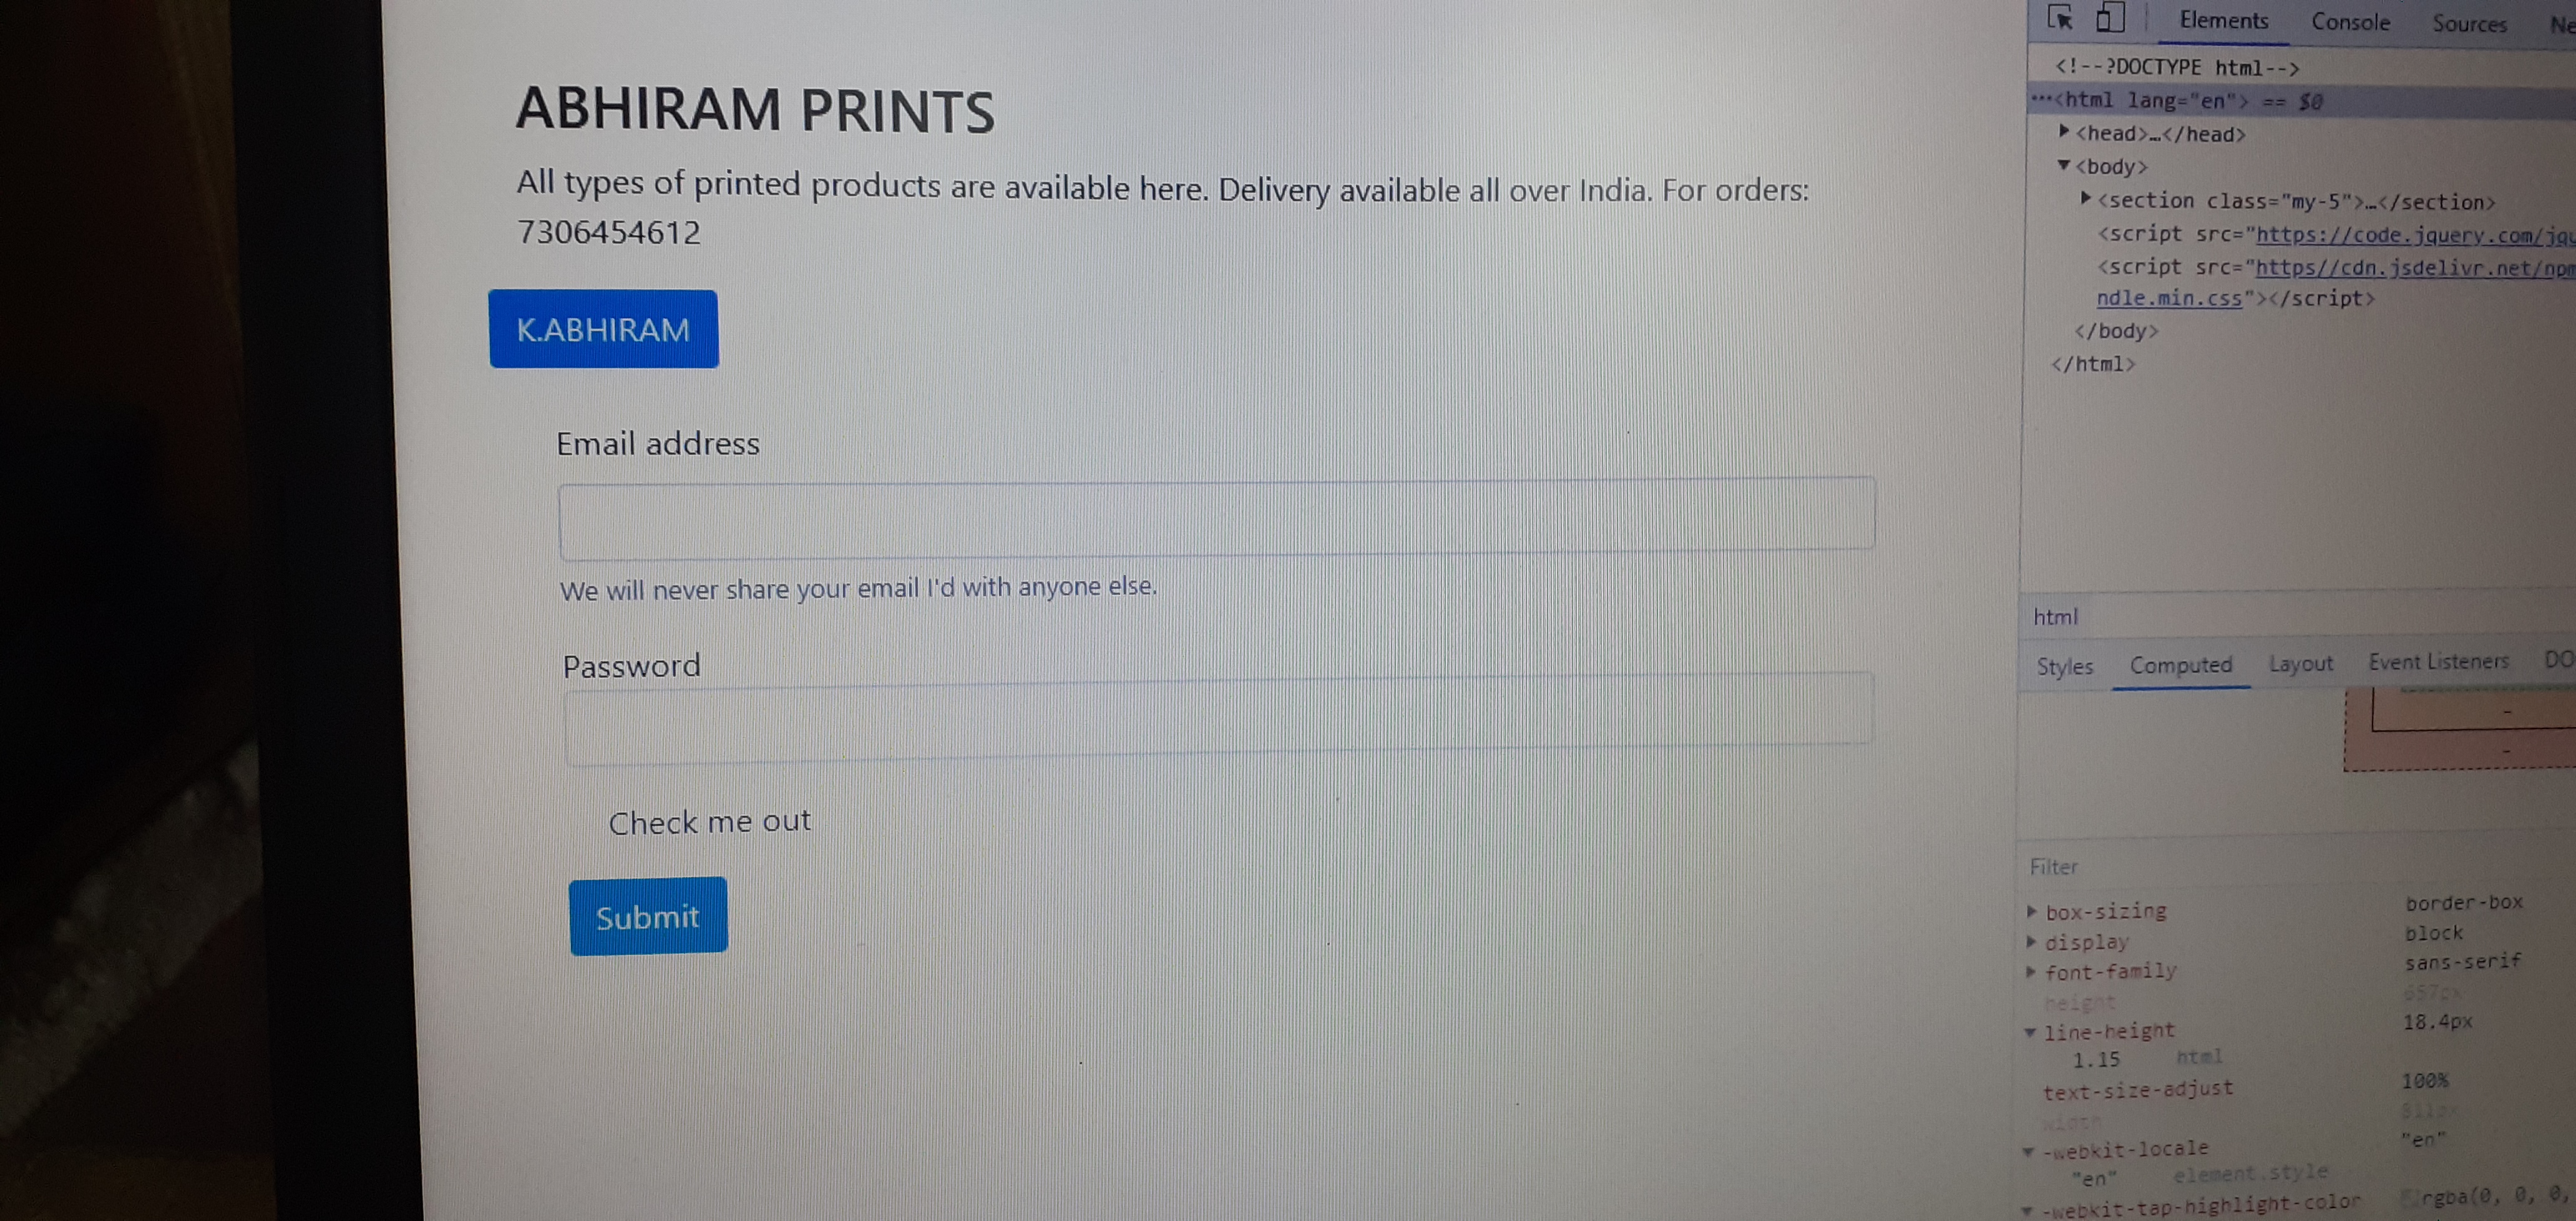 ABHIRAM PRINTS
All types of printed products are available here. Delivery available all over India. For orders:
7306454612
K.ABHIRAM
Email address
We will never share your email I'd with anyone else.
Password
Check me out
Submit
Elements Console Sources
<!--?DOCTYPE html-->
···<html lang="en"> == $0
<head>…</head>
<body>
<section class="my-5">…</section>
<script src="https://code.jquery.com/jqu
<script src="https//cdn.jsdelivr.net/npm
ndle.min.css"></script>
</body>
</html>
html
Styles Computed Layout Event Listeners DO
Filter
box-sizing border-box
display block
font-family sans-serif
height 657px
line-height 18.4px
1.15 html
text-size-adjust 100%
width
-webkit-locale "en"
"en" element.style
-webkit-tap-highlight-color rgba(0, 0, 0,